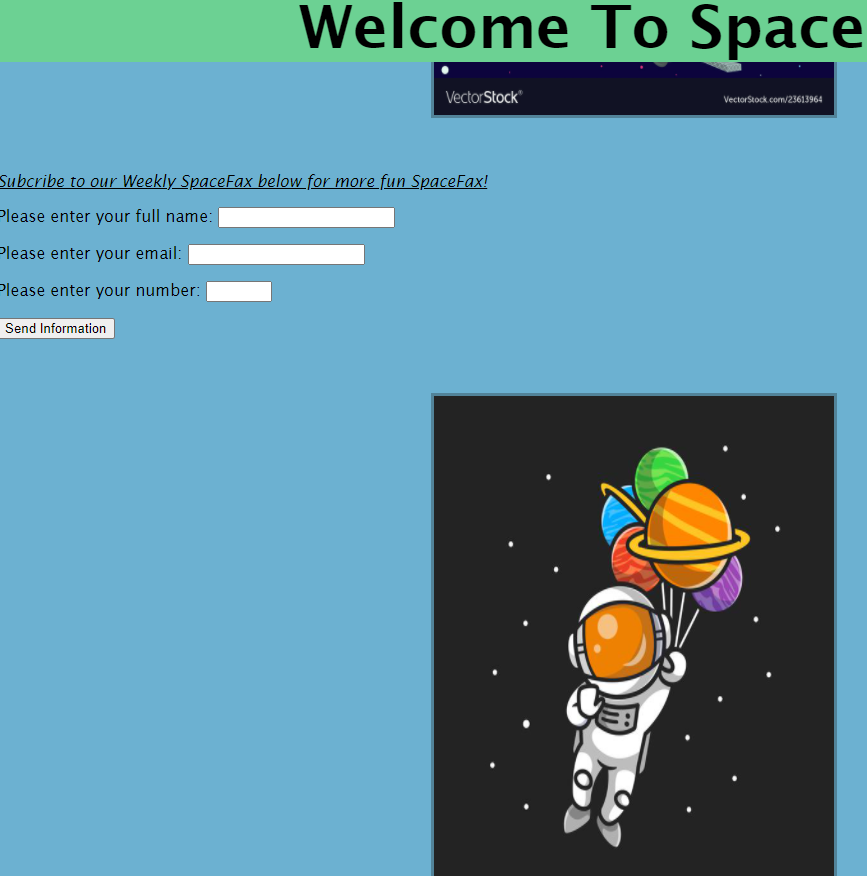 Welcome To Space
VectorStock®
VectorStock.com/23613964
Subcribe to our Weekly SpaceFax below for more fun SpaceFax!
Please enter your full name:
Please enter your email:
Please enter your number:
Send Information